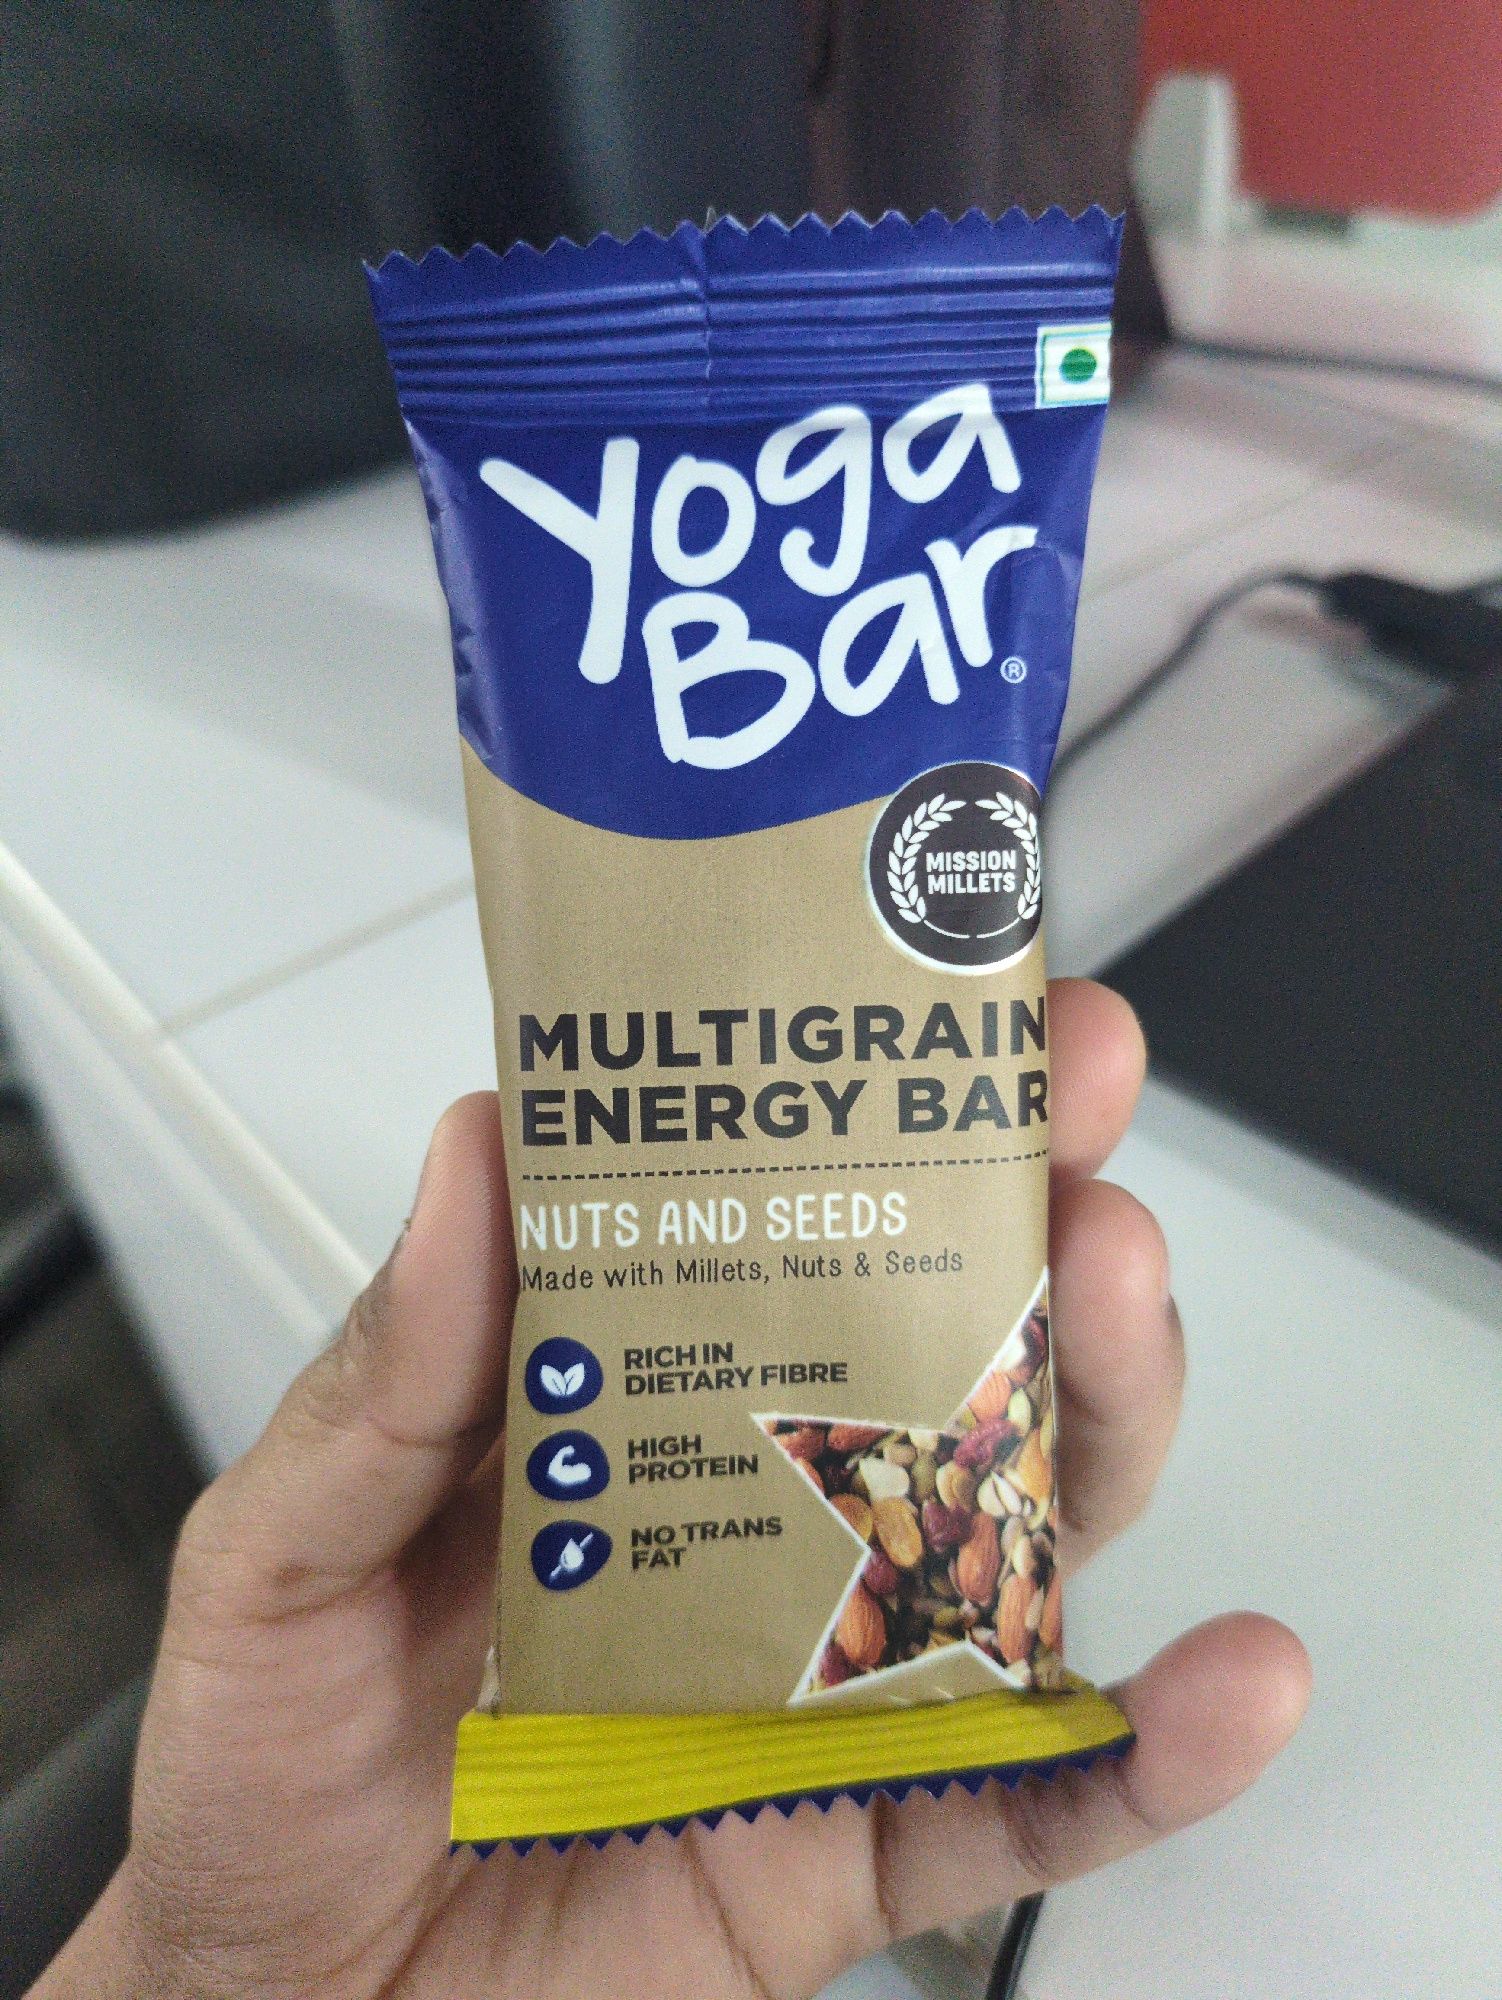 Yoga
Bar®
MISSION
MILLETS
MULTIGRAIN
ENERGY BAR
NUTS AND SEEDS
Made with Millets, Nuts & Seeds
RICH IN
DIETARY FIBRE
HIGH
PROTEIN
NO TRANS
FAT